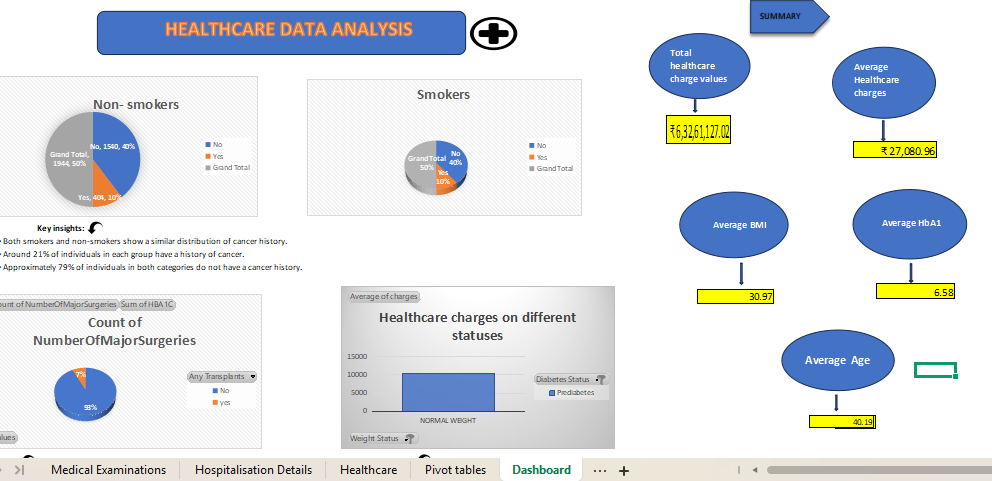 HEALTHCARE DATA ANALYSIS
SUMMARY
Total
healthcare
charge values
₹6,32,61,127.02
Average
Healthcare
charges
₹ 27,080.96
Non- smokers
No, 1540, 40%
Grand Total,
1944, 50%
Yes, 404, 10%
No
Yes
Grand Total
Smokers
No
40%
Grand Total
50%
Yes
10%
No
Yes
Grand Total
Key insights:
Both smokers and non-smokers show a similar distribution of cancer history.
Around 21% of individuals in each group have a history of cancer.
Approximately 79% of individuals in both categories do not have a cancer history.
Average BMI
30.97
Average HbA1
6.58
ount of NumberOfMajorSurgeries
Sum of HBA1C
Count of
NumberOfMajorSurgeries
7%
93%
Any Transplants
No
yes
alues
Average of charges
Healthcare charges on different
statuses
15000
10000
5000
0
NORMAL WEIGHT
Diabetes Status
Prediabetes
Weight Status
Average Age
40.19
Medical Examinations
Hospitalisation Details
Healthcare
Pivot tables
Dashboard